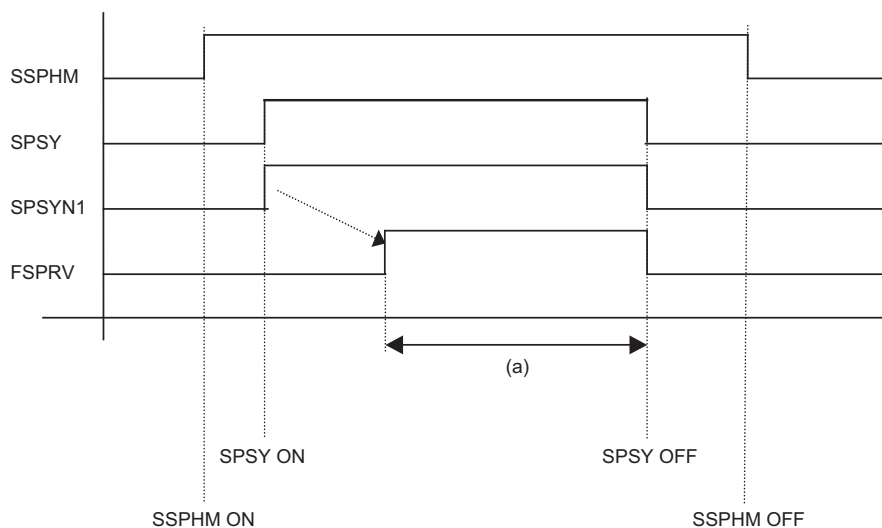 SSPHM
SPSY
SPSYN1
FSPRV
(a)
SPSY ON
SPSY OFF
SSPHM ON
SSPHM OFF